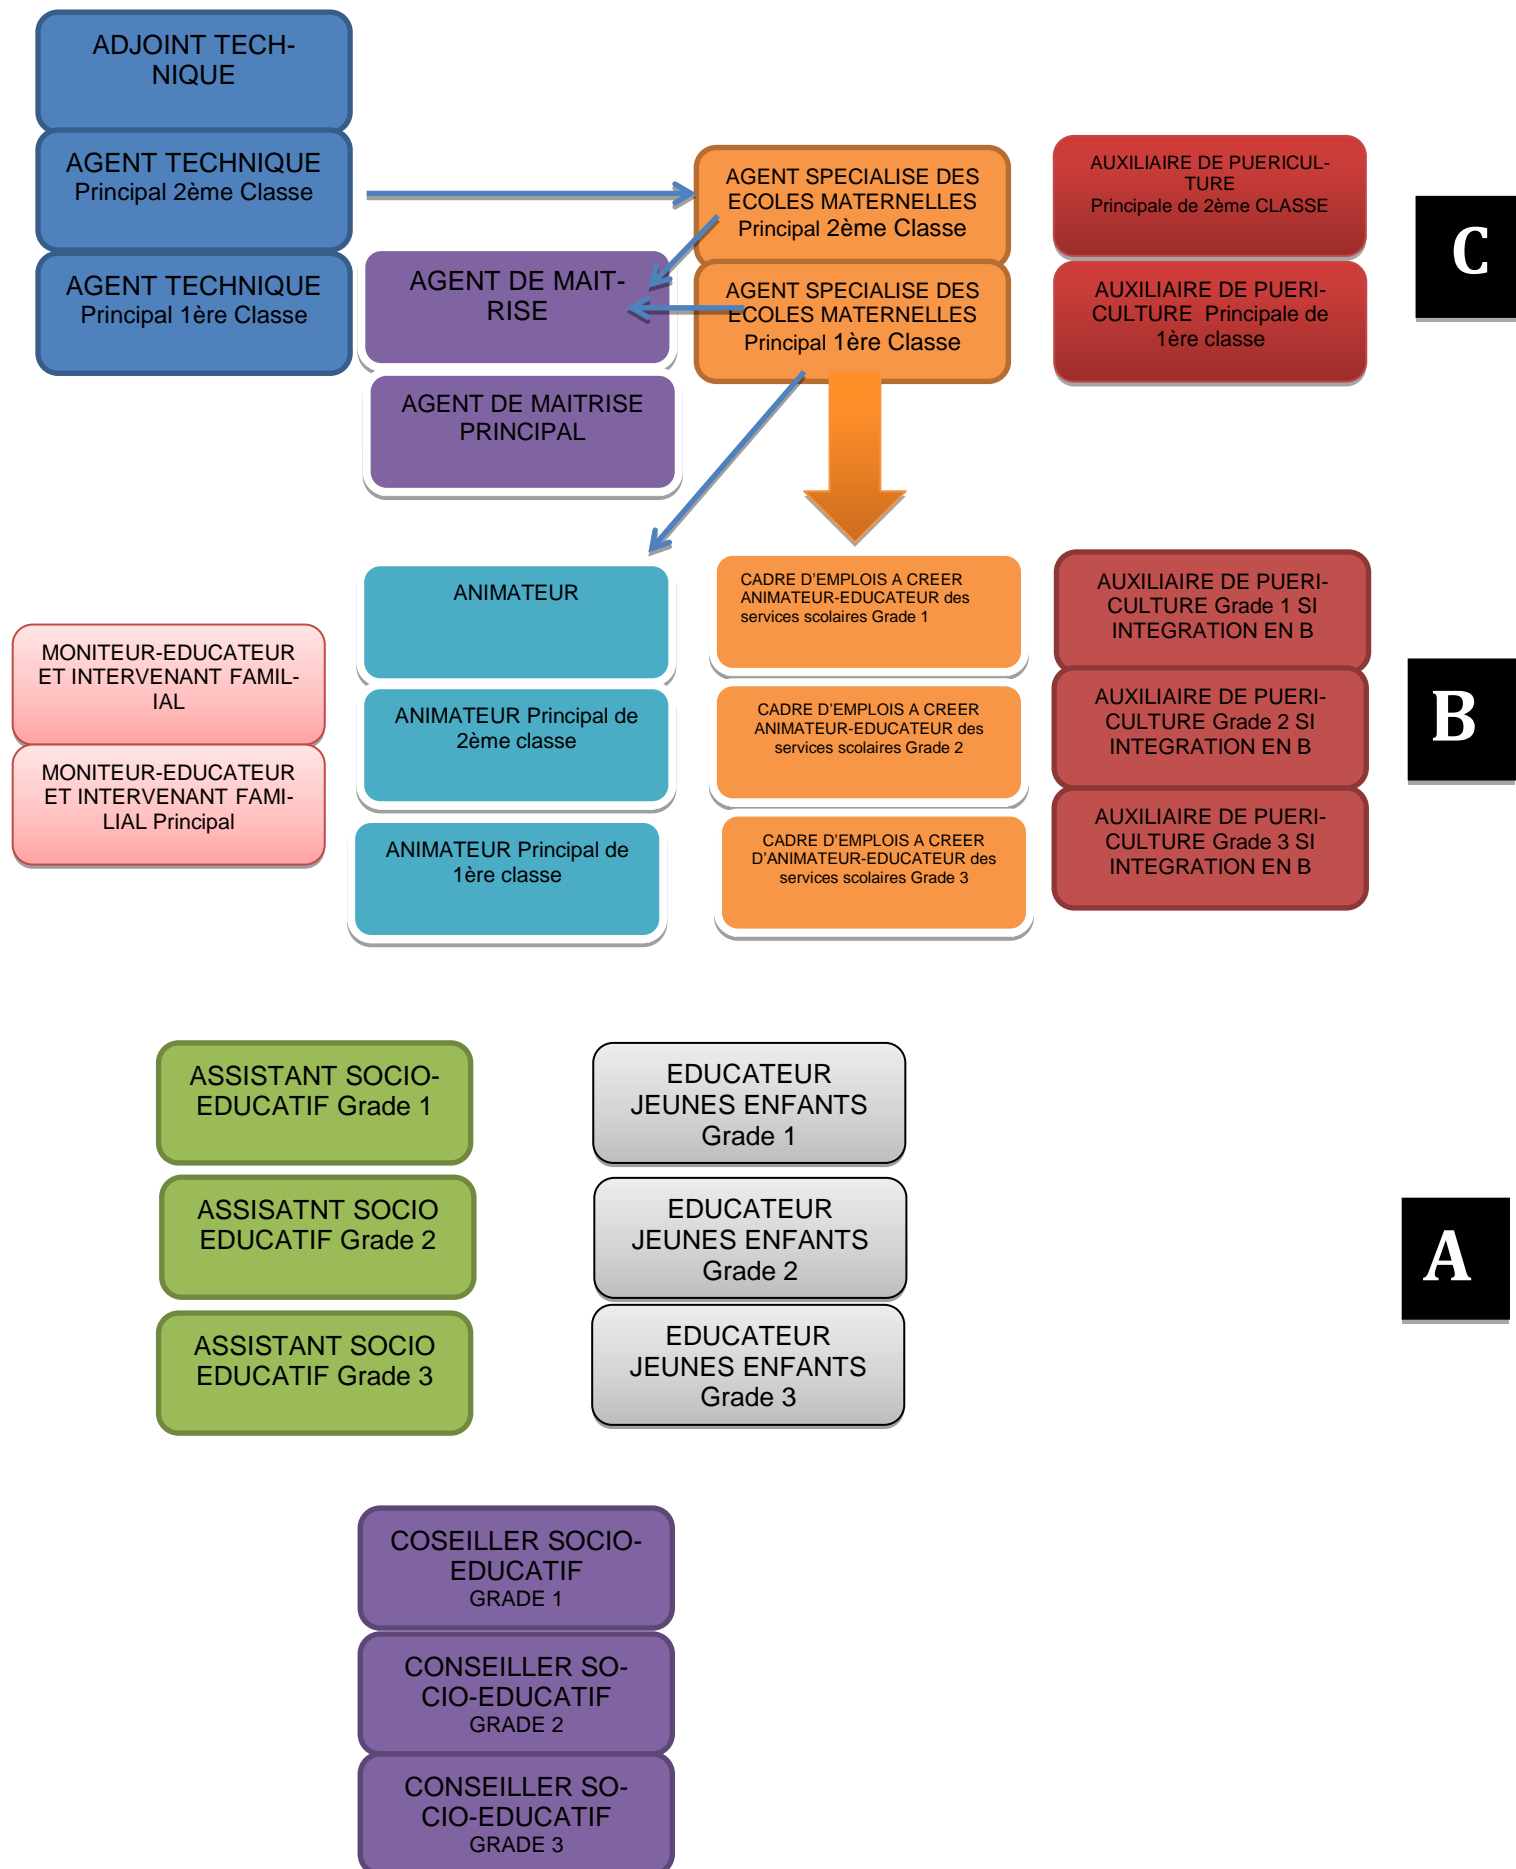 ADJOINT TECH-
NIQUE
AGENT TECHNIQUE
Principal 2ème Classe
AGENT TECHNIQUE
Principal 1ère Classe
AGENT DE MAIT-
RISE
AGENT DE MAITRISE
PRINCIPAL
AGENT SPECIALISE DES
ECOLES MATERNELLES
Principal 2ème Classe
AGENT SPECIALISE DES
ECOLES MATERNELLES
Principal 1ère Classe
AUXILIAIRE DE PUERICUL-
TURE
Principale de 2ème CLASSE
AUXILIAIRE DE PUERI-
CULTURE Principale de
1ère classe
C
MONITEUR-EDUCATEUR
ET INTERVENANT FAMIL-
IAL
MONITEUR-EDUCATEUR
ET INTERVENANT FAMI-
LIAL Principal
ANIMATEUR
ANIMATEUR Principal de
2ème classe
ANIMATEUR Principal de
1ère classe
CADRE D'EMPLOIS A CREER
ANIMATEUR-EDUCATEUR des
services scolaires Grade 1
CADRE D'EMPLOIS A CREER
ANIMATEUR-EDUCATEUR des
services scolaires Grade 2
CADRE D'EMPLOIS A CREER
D'ANIMATEUR-EDUCATEUR des
services scolaires Grade 3
AUXILIAIRE DE PUERI-
CULTURE Grade 1 SI
INTEGRATION EN B
AUXILIAIRE DE PUERI-
CULTURE Grade 2 SI
INTEGRATION EN B
AUXILIAIRE DE PUERI-
CULTURE Grade 3 SI
INTEGRATION EN B
B
ASSISTANT SOCIO-
EDUCATIF Grade 1
ASSISATNT SOCIO
EDUCATIF Grade 2
ASSISTANT SOCIO
EDUCATIF Grade 3
EDUCATEUR
JEUNES ENFANTS
Grade 1
EDUCATEUR
JEUNES ENFANTS
Grade 2
EDUCATEUR
JEUNES ENFANTS
Grade 3
A
COSEILLER SOCIO-
EDUCATIF
GRADE 1
CONSEILLER SO-
CIO-EDUCATIF
GRADE 2
CONSEILLER SO-
CIO-EDUCATIF
GRADE 3